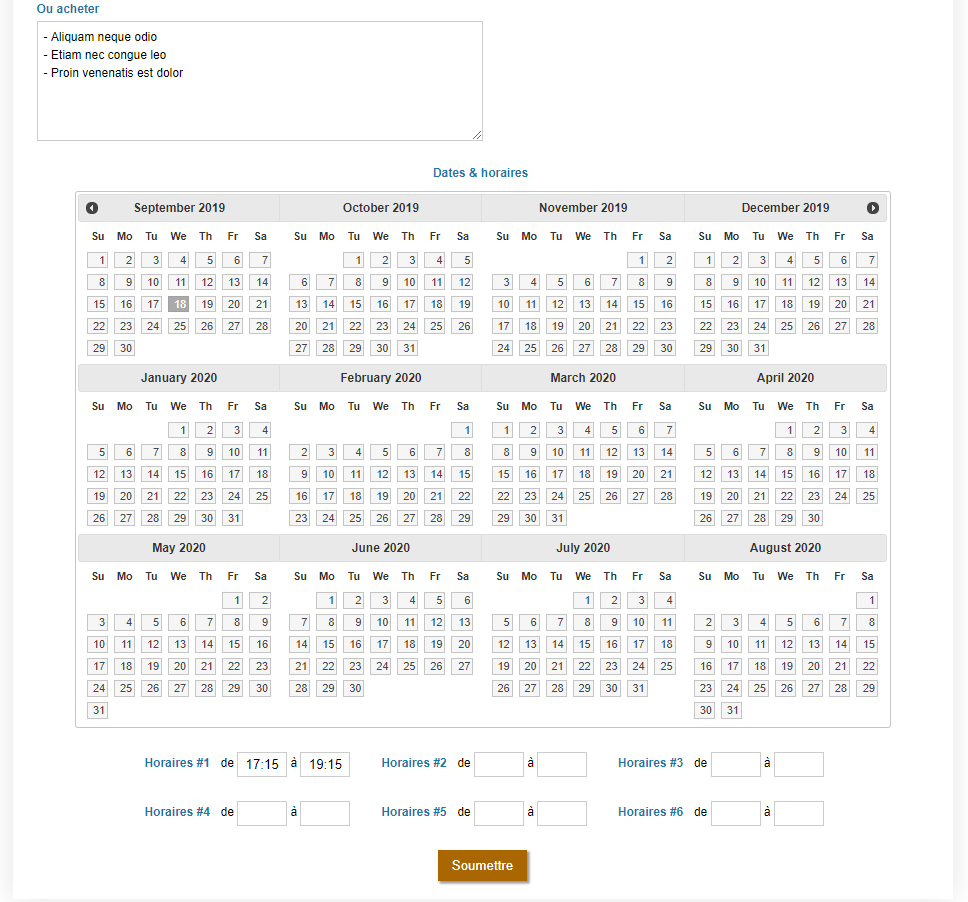 Ou acheter
- Aliquam neque odio
- Etiam nec congue leo
- Proin venenatis est dolor
Dates & horaires
September 2019 October 2019 November 2019 December 2019
Su Mo Tu We Th Fr Sa Su Mo Tu We Th Fr Sa Su Mo Tu We Th Fr Sa Su Mo Tu We Th Fr Sa
1 2 3 4 5 6 7 1 2 3 4 5 1 2 1 2 3 4 5 6 7
8 9 10 11 12 13 14 6 7 8 9 10 11 12 3 4 5 6 7 8 9 8 9 10 11 12 13 14
15 16 17 18 19 20 21 13 14 15 16 17 18 19 10 11 12 13 14 15 16 15 16 17 18 19 20 21
22 23 24 25 26 27 28 20 21 22 23 24 25 26 17 18 19 20 21 22 23 22 23 24 25 26 27 28
29 30 27 28 29 30 31 24 25 26 27 28 29 30 29 30 31
January 2020 February 2020 March 2020 April 2020
Su Mo Tu We Th Fr Sa Su Mo Tu We Th Fr Sa Su Mo Tu We Th Fr Sa Su Mo Tu We Th Fr Sa
1 2 3 4 1 1 2 3 4 5 6 7 1 2 3 4
5 6 7 8 9 10 11 2 3 4 5 6 7 8 8 9 10 11 12 13 14 5 6 7 8 9 10 11
12 13 14 15 16 17 18 9 10 11 12 13 14 15 15 16 17 18 19 20 21 12 13 14 15 16 17 18
19 20 21 22 23 24 25 16 17 18 19 20 21 22 22 23 24 25 26 27 28 19 20 21 22 23 24 25
26 27 28 29 30 31 23 24 25 26 27 28 29 29 30 31 26 27 28 29 30
May 2020 June 2020 July 2020 August 2020
Su Mo Tu We Th Fr Sa Su Mo Tu We Th Fr Sa Su Mo Tu We Th Fr Sa Su Mo Tu We Th Fr Sa
1 2 1 2 3 4 5 6 1 2 3 4 1
3 4 5 6 7 8 9 7 8 9 10 11 12 13 5 6 7 8 9 10 11 2 3 4 5 6 7 8
10 11 12 13 14 15 16 14 15 16 17 18 19 20 12 13 14 15 16 17 18 9 10 11 12 13 14 15
17 18 19 20 21 22 23 21 22 23 24 25 26 27 19 20 21 22 23 24 25 16 17 18 19 20 21 22
24 25 26 27 28 29 30 28 29 30 26 27 28 29 30 31 23 24 25 26 27 28 29
31 30 31
Horaires #1 de 17:15 à 19:15 Horaires #2 de à Horaires #3 de à
Horaires #4 de à Horaires #5 de à Horaires #6 de à
Soumettre